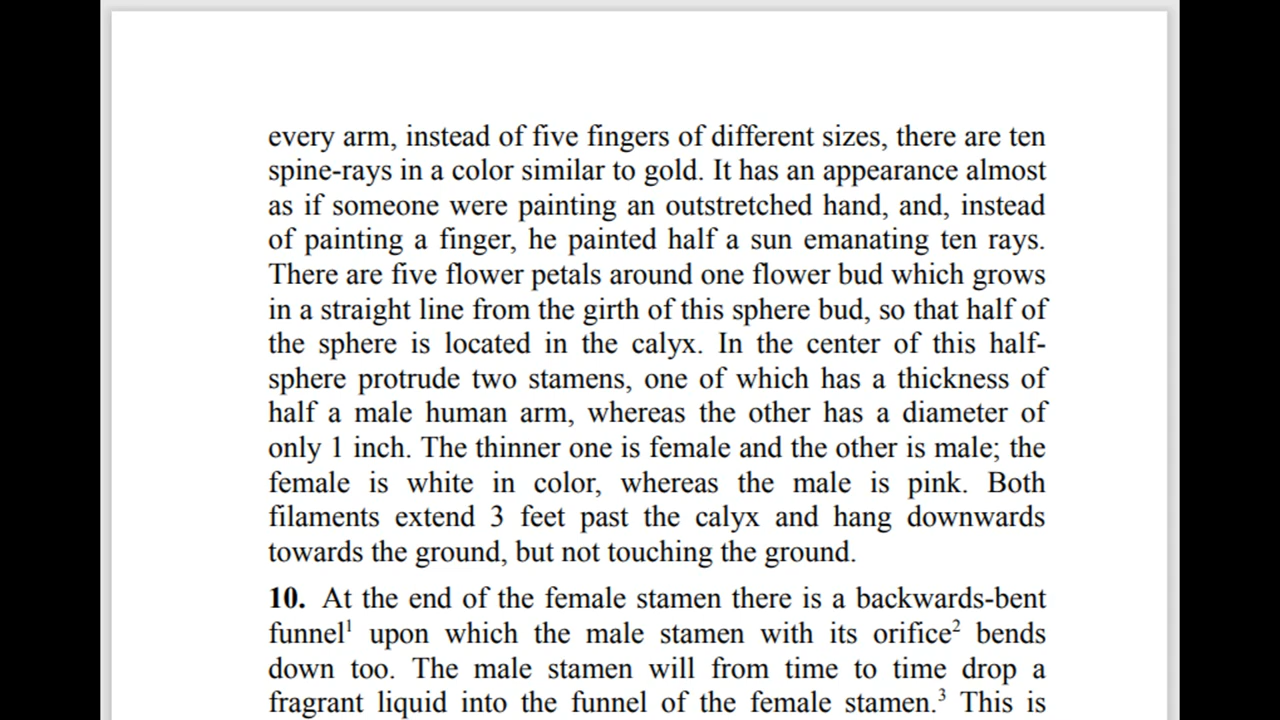 every arm, instead of five fingers of different sizes, there are ten
spine-rays in a color similar to gold. It has an appearance almost
as if someone were painting an outstretched hand, and, instead
of painting a finger, he painted half a sun emanating ten rays.
There are five flower petals around one flower bud which grows
in a straight line from the girth of this sphere bud, so that half of
the sphere is located in the calyx. In the center of this half-
sphere protrude two stamens, one of which has a thickness of
half a male human arm, whereas the other has a diameter of
only 1 inch. The thinner one is female and the other is male; the
female is white in color, whereas the male is pink. Both
filaments extend 3 feet past the calyx and hang downwards
towards the ground, but not touching the ground.
10. At the end of the female stamen there is a backwards-bent
funnel¹ upon which the male stamen with its orifice² bends
down too. The male stamen will from time to time drop a
fragrant liquid into the funnel of the female stamen.³ This is